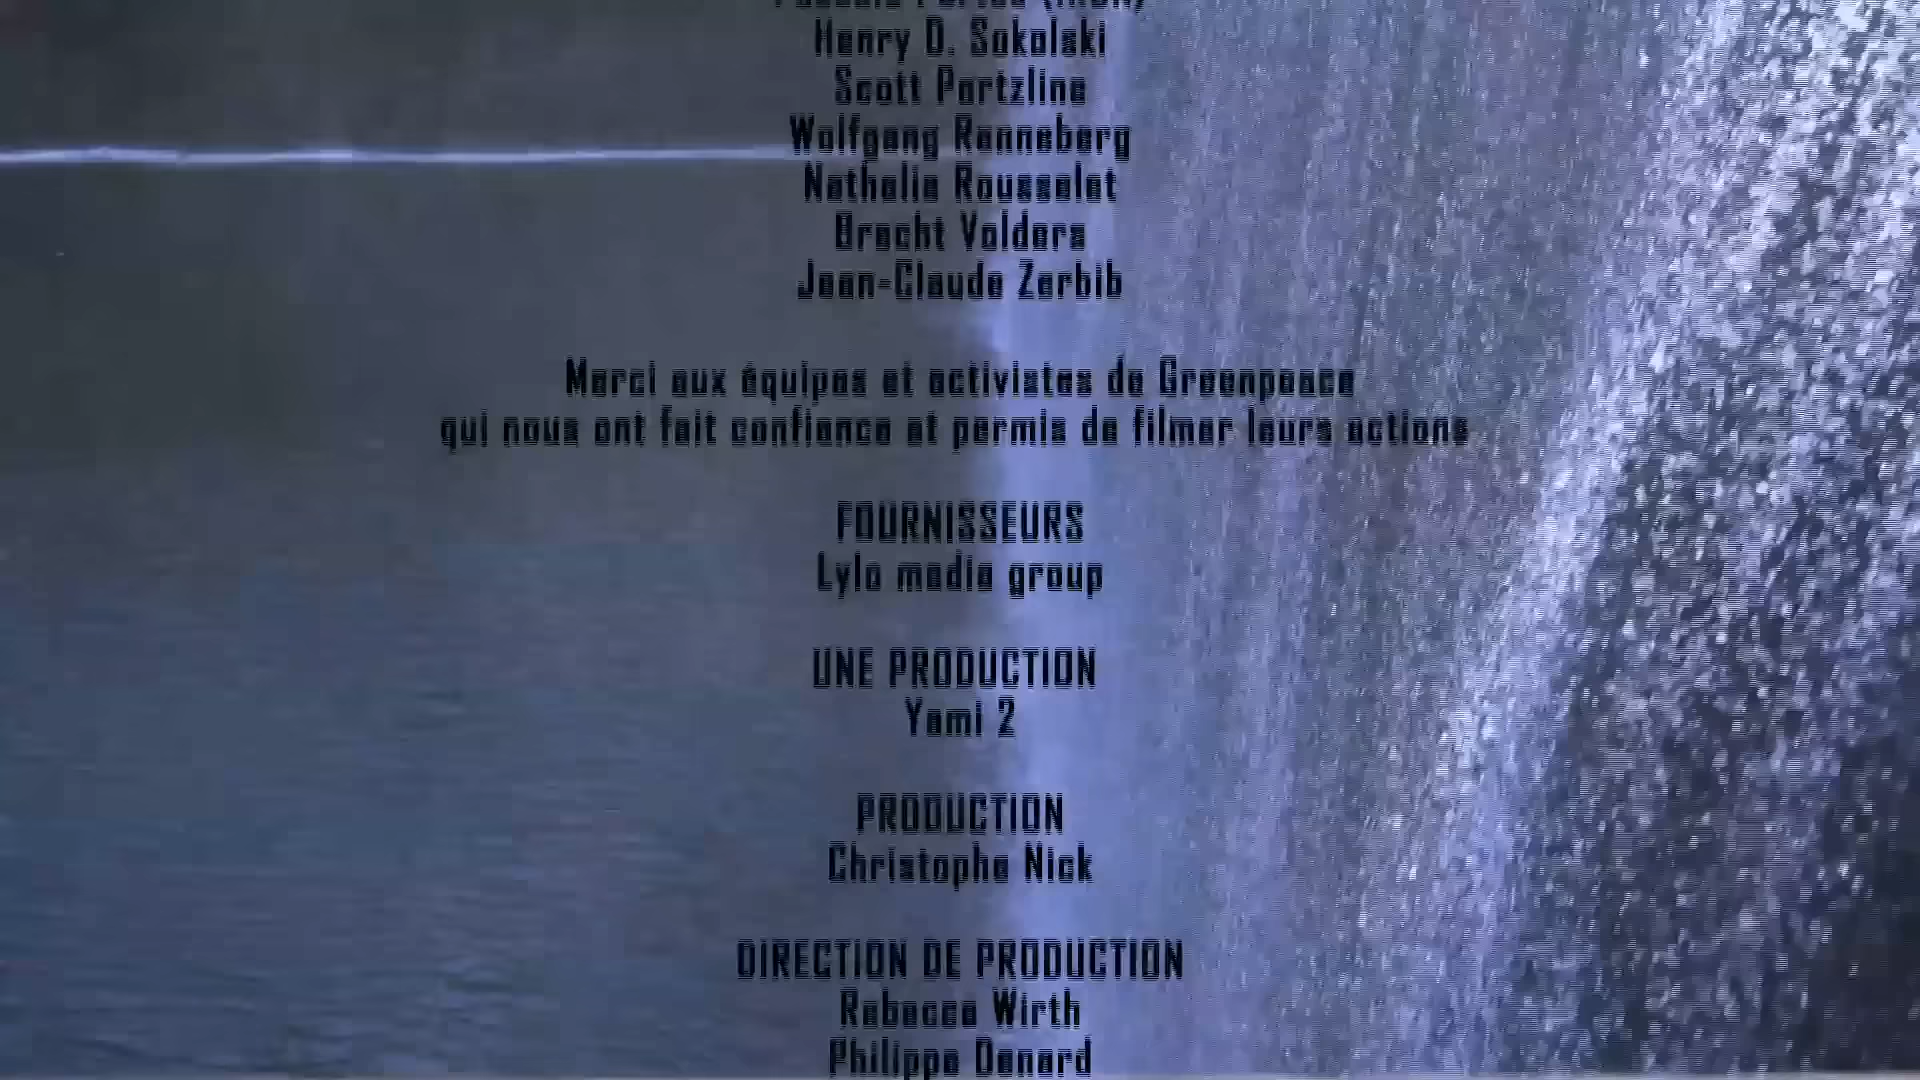 Henry D. Sokolski
Scott Portzline
Wolfgang Renneberg
Nathalie Rousselet
Brecht Volders
Jean-Claude Zerbib
Merci aux équipes et activistes de Greenpeace
qui nous ont fait confiance et permis de filmer leurs actions
FOURNISSEURS
Lylo media group
UNE PRODUCTION
Yami 2
PRODUCTION
Christophe Nick
DIRECTION DE PRODUCTION
Rebecca Wirth
Philippe Denard